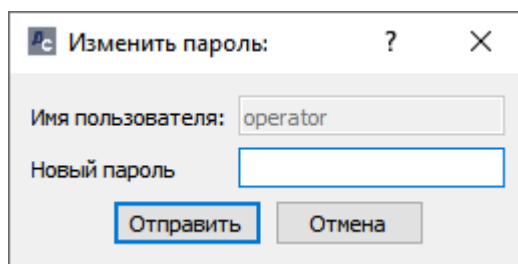 Изменить пароль: ?
Имя пользователя: operator
Новый пароль
Отправить Отмена